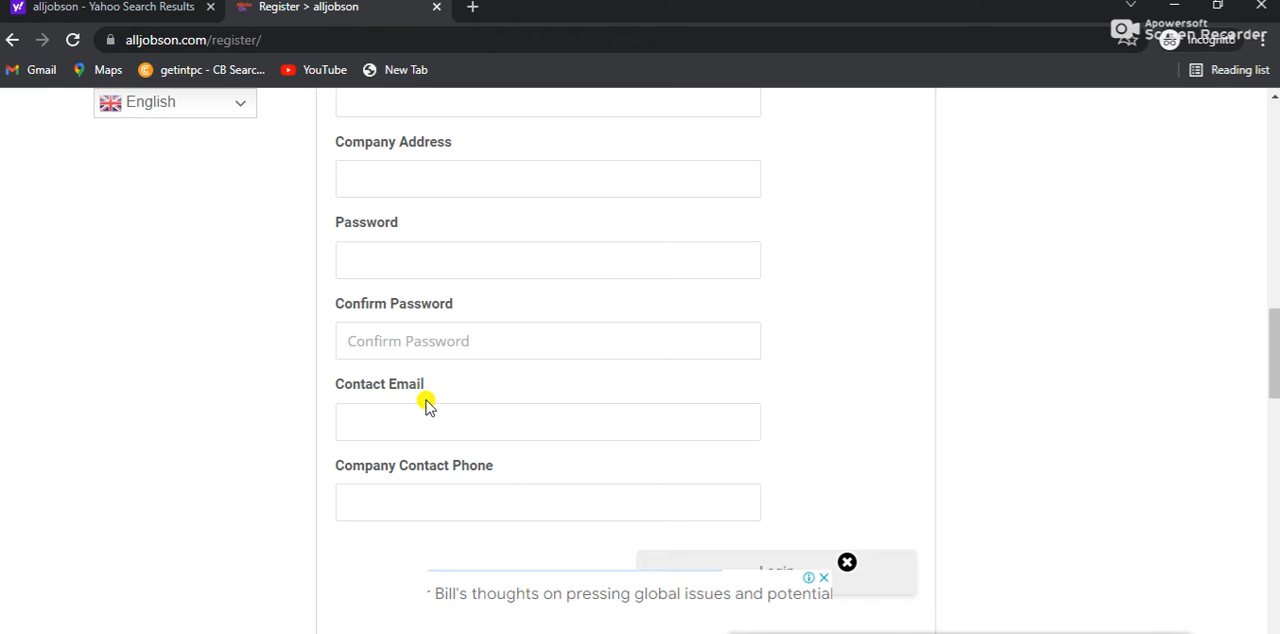 alljobson - Yahoo Search Results
Register > alljobson
alljobson.com/register/
Apowersoft
Screen Recorder
Incognito
Gmail
Maps
getintpc - CB Searc...
YouTube
New Tab
Reading list
English
Company Address
Password
Confirm Password
Confirm Password
Contact Email
Company Contact Phone
Login
Bill's thoughts on pressing global issues and potential